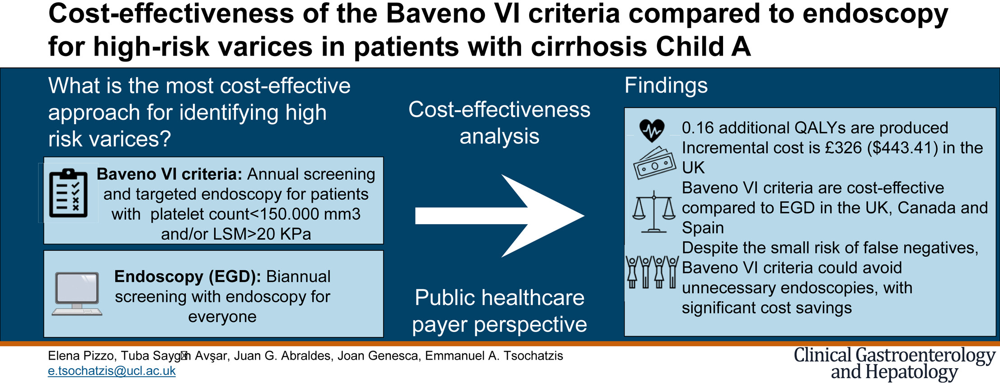 Cost-effectiveness of the Baveno VI criteria compared to endoscopy
for high-risk varices in patients with cirrhosis Child A
What is the most cost-effective
approach for identifying high
risk varices?
Baveno VI criteria: Annual screening
and targeted endoscopy for patients
with platelet count<150.000 mm3
and/or LSM>20 KPa
Endoscopy (EGD): Biannual
screening with endoscopy for
everyone
Cost-effectiveness
analysis
Public healthcare
payer perspective
Findings
0.16 additional QALYs are produced
Incremental cost is £326 ($443.41) in the
UK
Baveno VI criteria are cost-effective
compared to EGD in the UK, Canada and
Spain
Despite the small risk of false negatives,
Baveno VI criteria could avoid
unnecessary endoscopies, with
significant cost savings
Elena Pizzo, Tuba Avşar, Juan G. Abraldes, Joan Genesca, Emmanuel A. Tsochatzis
e.tsochatzis@ucl.ac.uk
Clinical Gastroenterology
and Hepatology